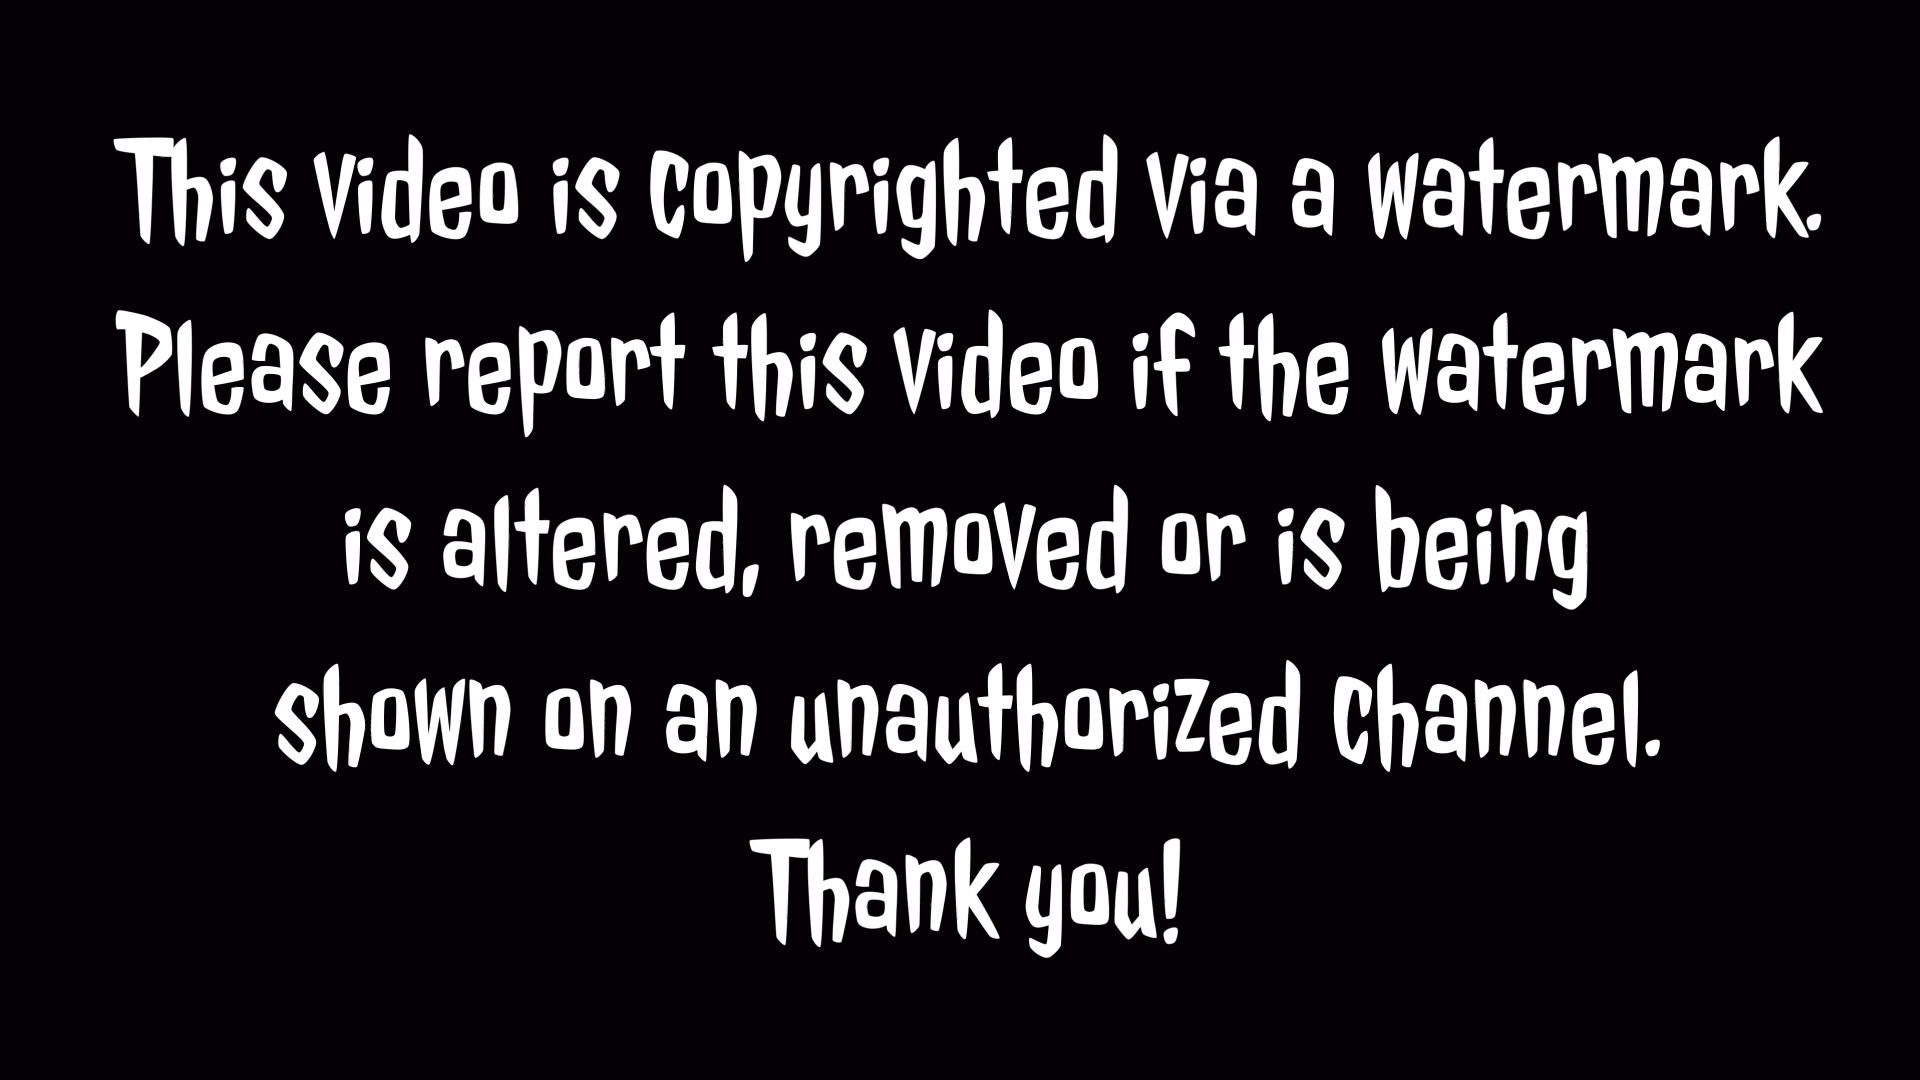 This video is copyrighted via a watermark.
Please report this video if the watermark
is altered, removed or is being
shown on an unauthorized channel.
Thank you!